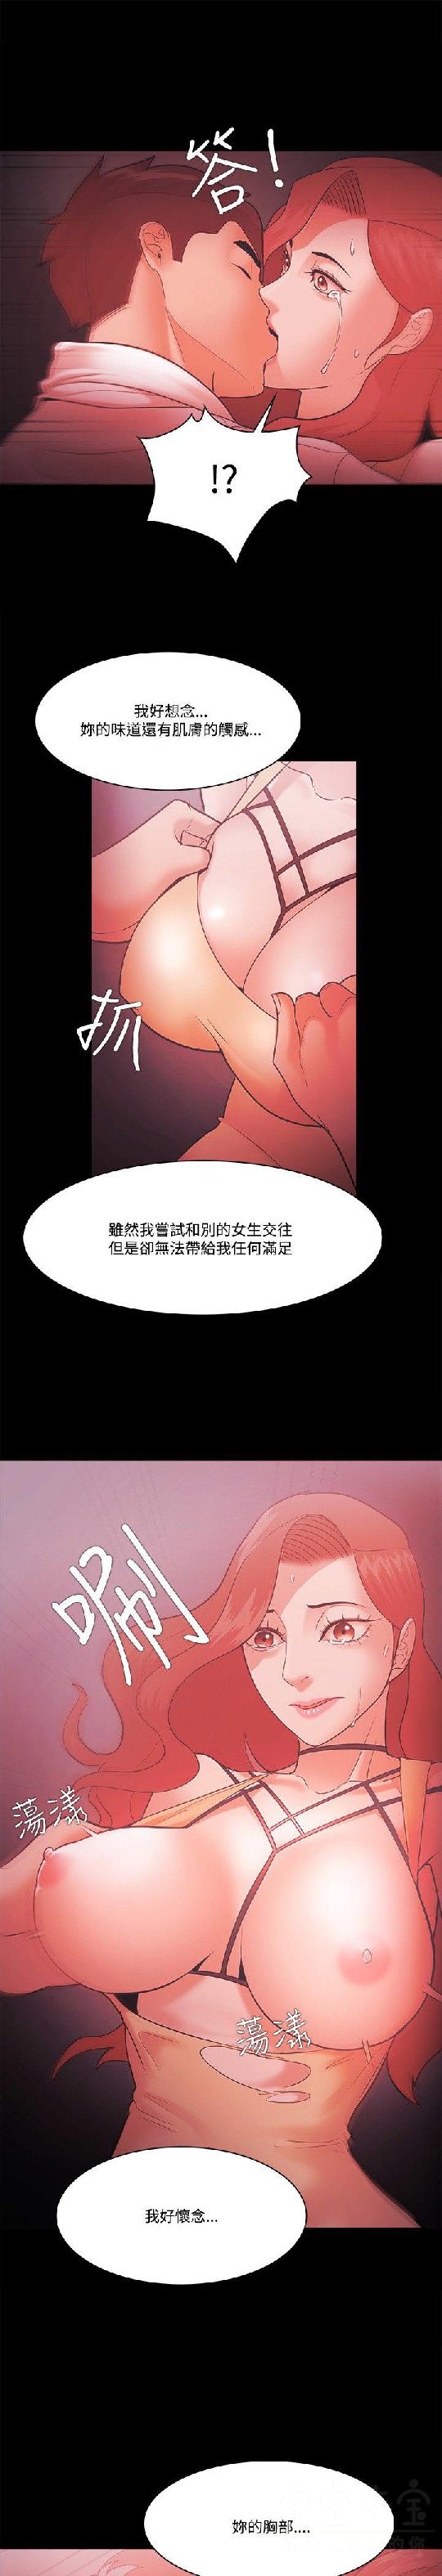 答!
!?
我好想念...
妳的味道還有肌膚的觸感...
抓
雖然我嘗試和別的女生交往
但是卻無法帶給我任何滿足
唰
蕩漾
蕩漾
我好懷念...
妳的胸部....